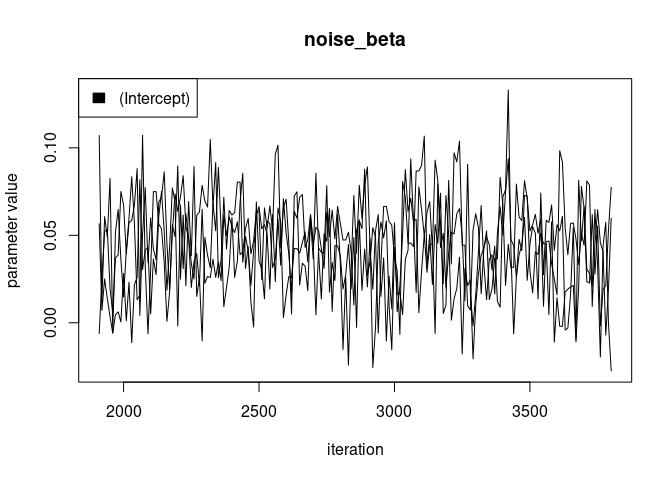 noise_beta
(Intercept)
parameter value
0.10
0.05
0.00
2000 2500 3000 3500
iteration